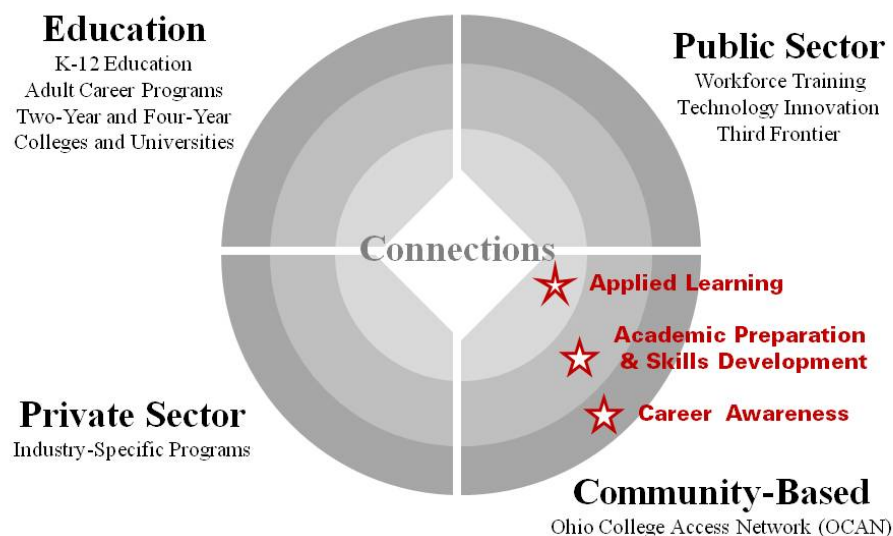 Education
K-12 Education
Adult Career Programs
Two-Year and Four-Year
Colleges and Universities
Public Sector
Workforce Training
Technology Innovation
Third Frontier
Connections
Applied Learning
Academic Preparation
& Skills Development
Career Awareness
Private Sector
Industry-Specific Programs
Community-Based
Ohio College Access Network (OCAN)